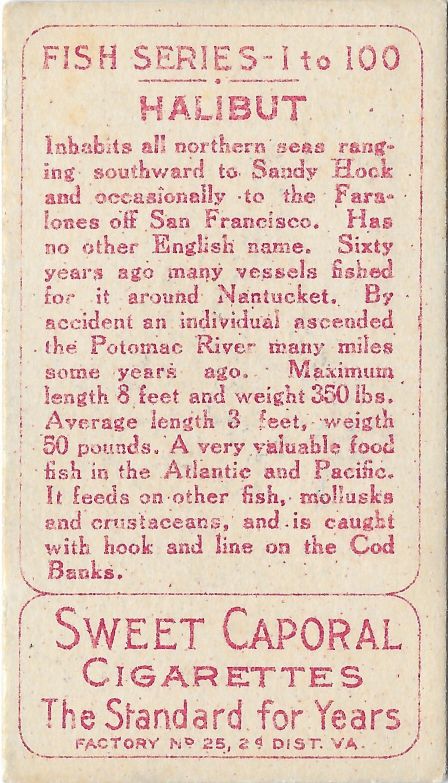 FISH SERIES-1 to 100
HALIBUT
Inhabits all northern seas rang-
ing southward to Sandy Hook
and occasionally to the Fara-
lones off San Francisco. Has
no other English name. Sixty
years ago many vessels fished
for it around Nantucket. By
accident an individual ascended
the Potomac River many miles
some years ago. Maximum
length 8 feet and weight 350 lbs.
Average length 3 feet, weigth
50 pounds. A very valuable food
fish in the Atlantic and Pacific.
It feeds on other fish, mollusks
and crustaceans, and is caught
with hook and line on the Cod
Banks.
SWEET CAPORAL
CIGARETTES
The Standard for Years
FACTORY No 25, 2d DIST. VA.